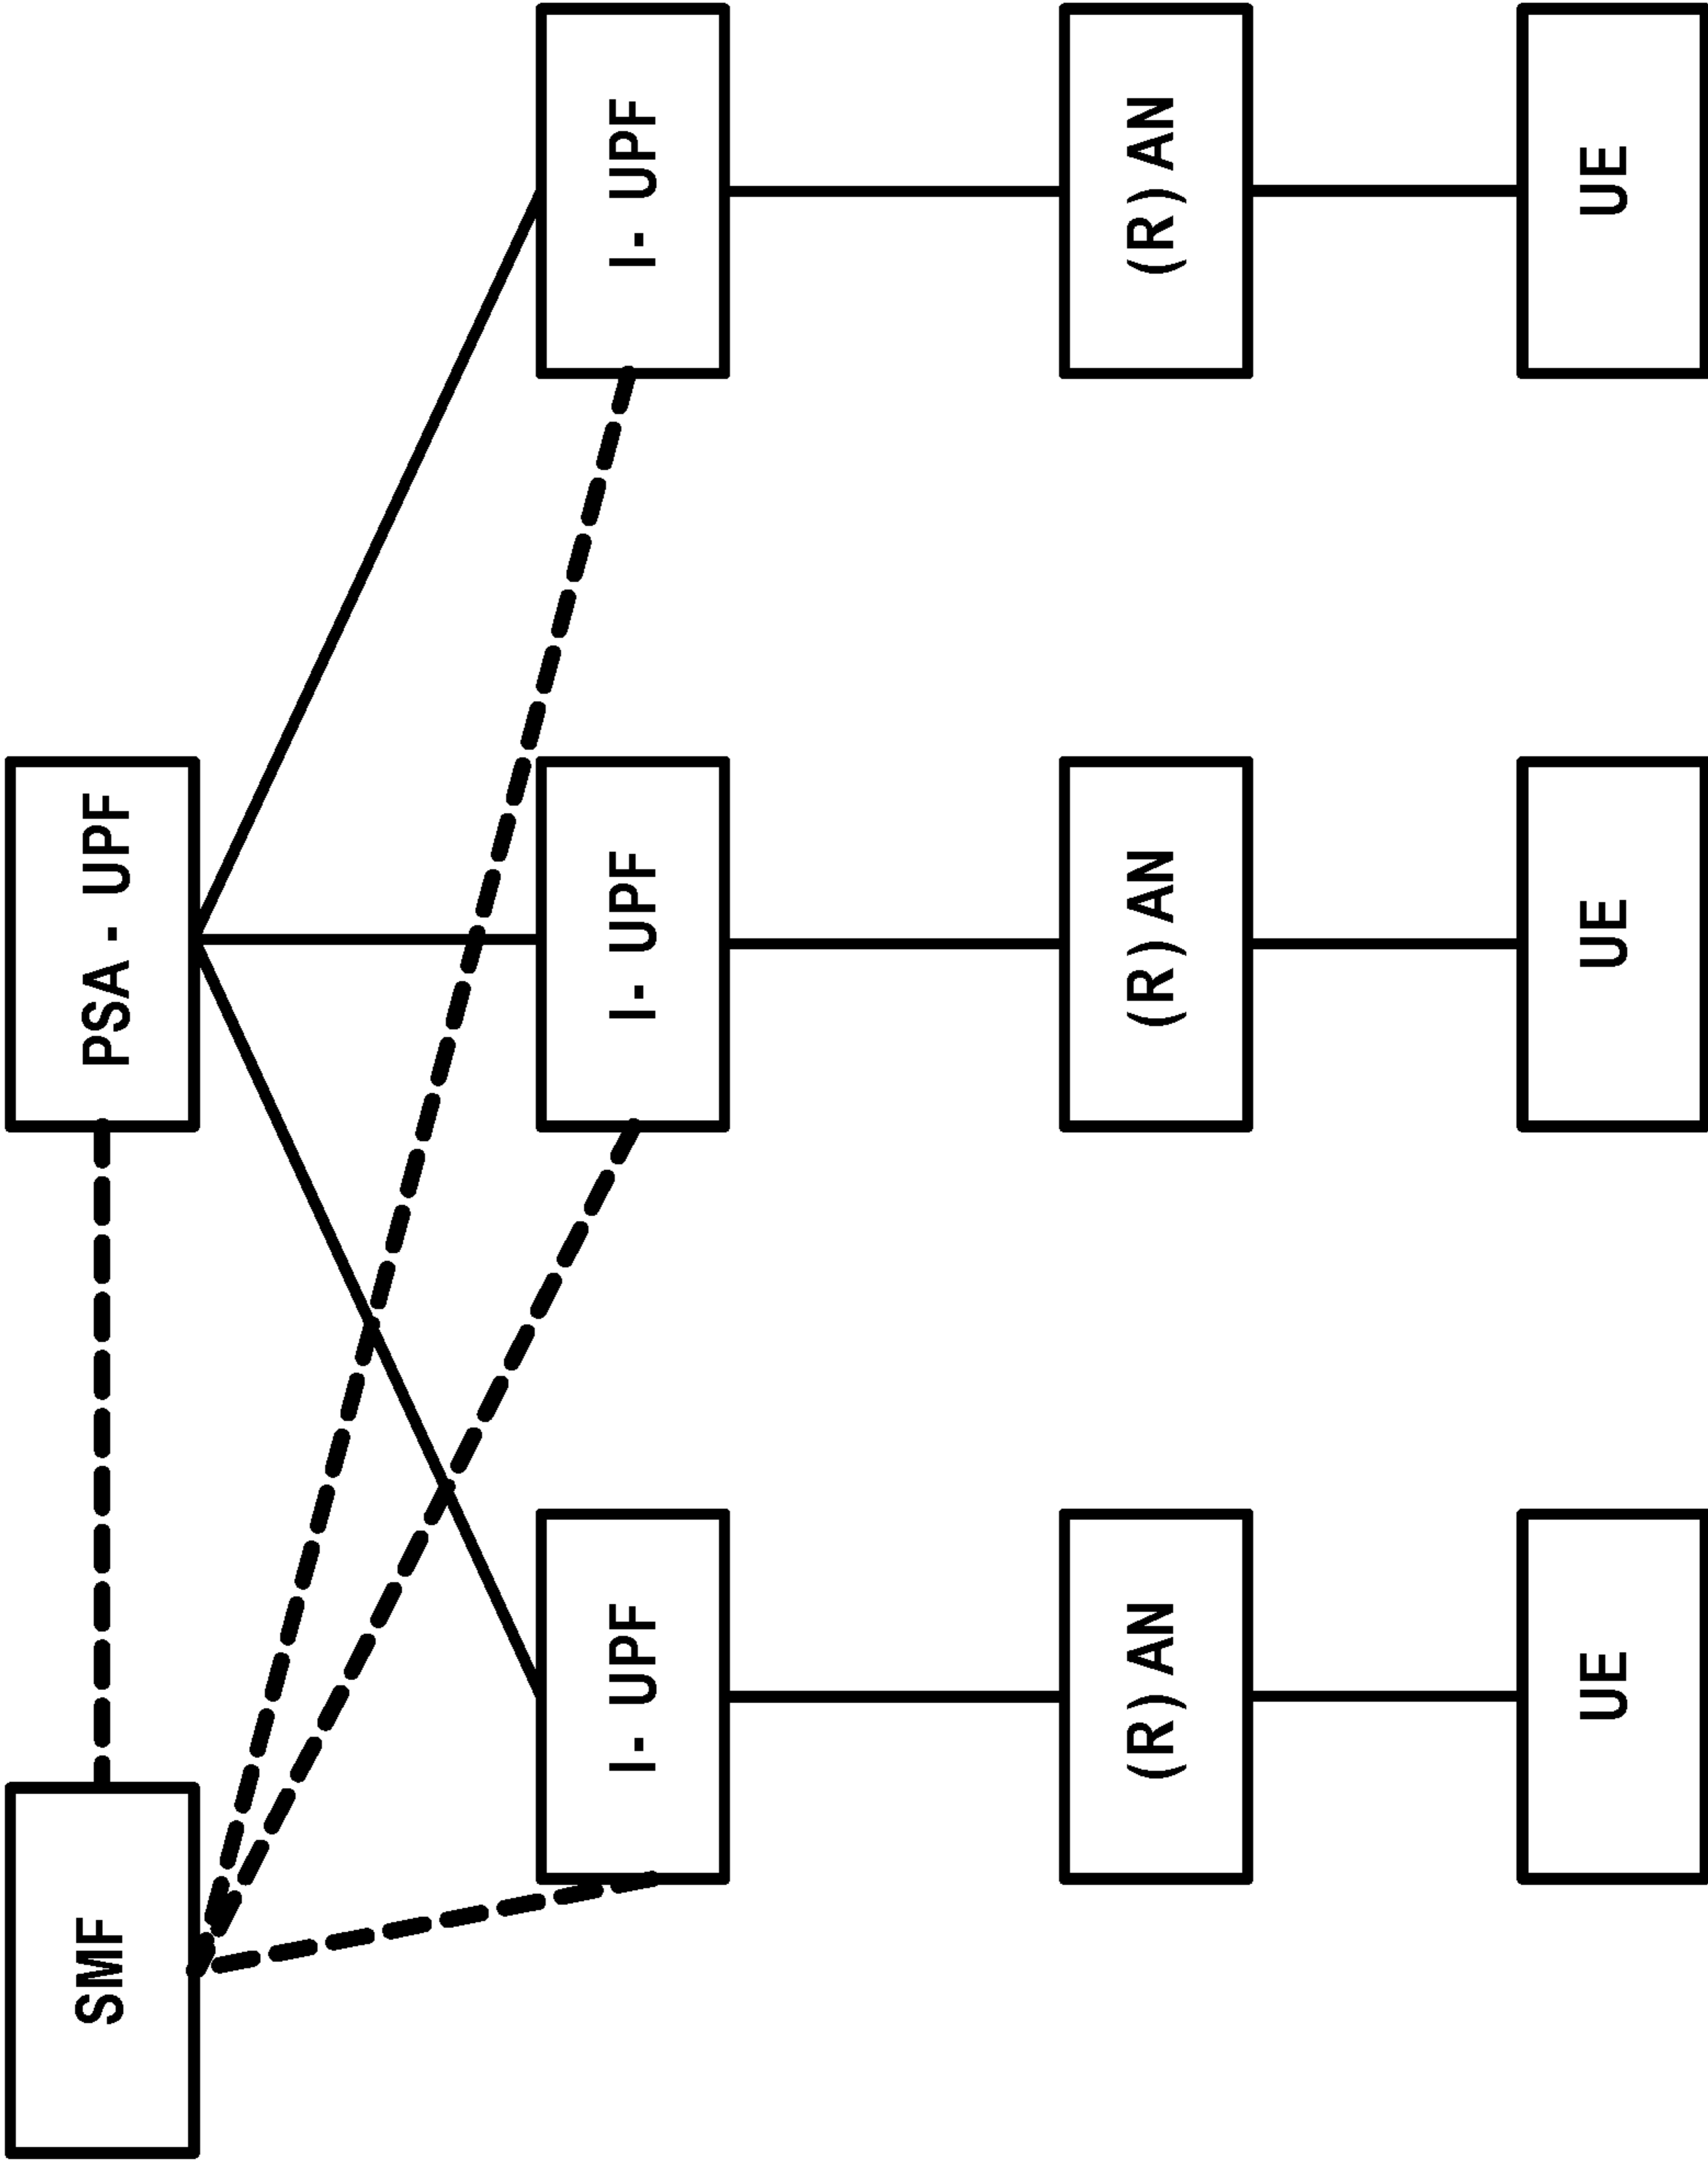 SMF
PSA - UPF
I- UPF
I- UPF
I- UPF
(R) AN
(R) AN
(R) AN
UE
UE
UE